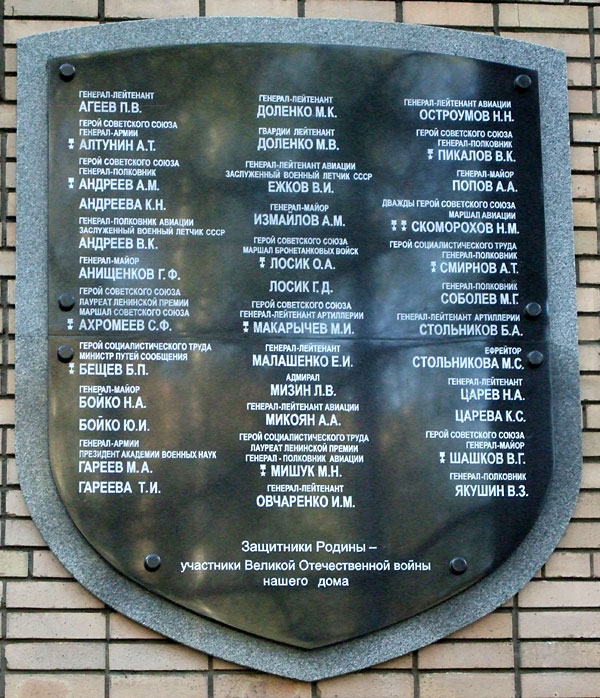 ГЕНЕРАЛ-ЛЕЙТЕНАНТ
АГЕЕВ П.В.
ГЕРОЙ СОВЕТСКОГО СОЮЗА
ГЕНЕРАЛ-АРМИИ
АЛТУНИН А.Т.
ГЕРОЙ СОВЕТСКОГО СОЮЗА
ГЕНЕРАЛ-ПОЛКОВНИК
АНДРЕЕВ А.М.
АНДРЕЕВА К.Н.
ГЕНЕРАЛ-ПОЛКОВНИК АВИАЦИИ
ЗАСЛУЖЕННЫЙ ВОЕННЫЙ ЛЕТЧИК СССР
АНДРЕЕВ В.К.
ГЕНЕРАЛ-МАЙОР
АНИЩЕНКОВ Г.Ф.
ГЕРОЙ СОВЕТСКОГО СОЮЗА
ЛАУРЕАТ ЛЕНИНСКОЙ ПРЕМИИ
МАРШАЛ СОВЕТСКОГО СОЮЗА
АХРОМЕЕВ С.Ф.
ГЕРОЙ СОЦИАЛИСТИЧЕСКОГО ТРУДА
МИНИСТР ПУТЕЙ СООБЩЕНИЯ
БЕЩЕВ Б.П.
ГЕНЕРАЛ-МАЙОР
БОЙКО Н.А.
БОЙКО Ю.И.
ГЕНЕРАЛ-АРМИИ
ПРЕЗИДЕНТ АКАДЕМИИ ВОЕННЫХ НАУК
ГАРЕЕВ М.А.
ГАРЕЕВА Т.И.
ГЕНЕРАЛ-ЛЕЙТЕНАНТ
ДОЛЕНКО М.К.
ГВАРДИИ ЛЕЙТЕНАНТ
ДОЛЕНКО М.В.
ГЕНЕРАЛ-ЛЕЙТЕНАНТ АВИАЦИИ
ЗАСЛУЖЕННЫЙ ВОЕННЫЙ ЛЕТЧИК СССР
ЕЖКОВ В.И.
ГЕНЕРАЛ-МАЙОР
ИЗМАЙЛОВ А.М.
ГЕРОЙ СОВЕТСКОГО СОЮЗА
МАРШАЛ БРОНЕТАНКОВЫХ ВОЙСК
ЛОСИК О.А.
ЛОСИК Г.Д.
ГЕРОЙ СОВЕТСКОГО СОЮЗА
ГЕНЕРАЛ-ЛЕЙТЕНАНТ АРТИЛЛЕРИИ
МАКАРЫЧЕВ М.И.
ГЕНЕРАЛ-ЛЕЙТЕНАНТ
МАЛАШЕНКО Е.И.
АДМИРАЛ
МИЗИН Л.В.
ГЕНЕРАЛ-ЛЕЙТЕНАНТ АВИАЦИИ
МИКОЯН А.А.
ГЕРОЙ СОЦИАЛИСТИЧЕСКОГО ТРУДА
ЛАУРЕАТ ЛЕНИНСКОЙ ПРЕМИИ
ГЕНЕРАЛ - ПОЛКОВНИК АВИАЦИИ
МИШУК М.Н.
ГЕНЕРАЛ-ЛЕЙТЕНАНТ
ОВЧАРЕНКО И.М.
ГЕНЕРАЛ-ЛЕЙТЕНАНТ АВИАЦИИ
ОСТРОУМОВ Н.Н.
ГЕРОЙ СОВЕТСКОГО СОЮЗА
ГЕНЕРАЛ-ПОЛКОВНИК
ПИКАЛОВ В.К.
ГЕНЕРАЛ-МАЙОР
ПОПОВ А.А.
ДВАЖДЫ ГЕРОЙ СОВЕТСКОГО СОЮЗА
МАРШАЛ АВИАЦИИ
СКОМОРОХОВ Н.М.
ГЕРОЙ СОЦИАЛИСТИЧЕСКОГО ТРУДА
ГЕНЕРАЛ-ПОЛКОВНИК
СМИРНОВ А.Т.
ГЕНЕРАЛ-ПОЛКОВНИК
СОБОЛЕВ М.Г.
ГЕНЕРАЛ-ЛЕЙТЕНАНТ АРТИЛЛЕРИИ
СТОЛЬНИКОВ Б.А.
ЕФРЕЙТОР
СТОЛЬНИКОВА М.С.
ГЕНЕРАЛ-ЛЕЙТЕНАНТ
ЦАРЕВ Н.А.
ЦАРЕВА К.С.
ГЕРОЙ СОВЕТСКОГО СОЮЗА
ГЕНЕРАЛ-МАЙОР
ШАШКОВ В.Г.
ГЕНЕРАЛ-ПОЛКОВНИК
ЯКУШИН В.З.
Защитники Родины –
участники Великой Отечественной войны
нашего дома